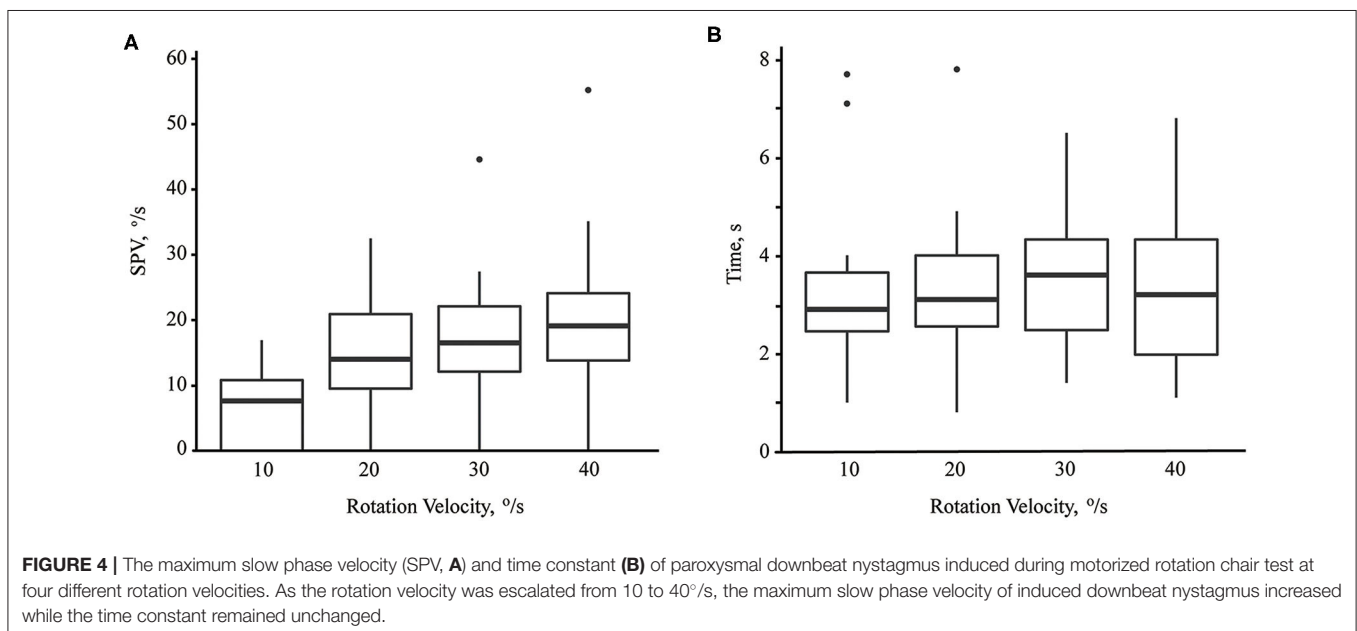 A
60
50
40
30
20
10
0
SPV, º/s
10 20 30 40
Rotation Velocity, º/s
B
8
6
4
2
0
Time, s
10 20 30 40
Rotation Velocity, º/s
FIGURE 4 | The maximum slow phase velocity (SPV, A) and time constant (B) of paroxysmal downbeat nystagmus induced during motorized rotation chair test at
four different rotation velocities. As the rotation velocity was escalated from 10 to 40°/s, the maximum slow phase velocity of induced downbeat nystagmus increased
while the time constant remained unchanged.